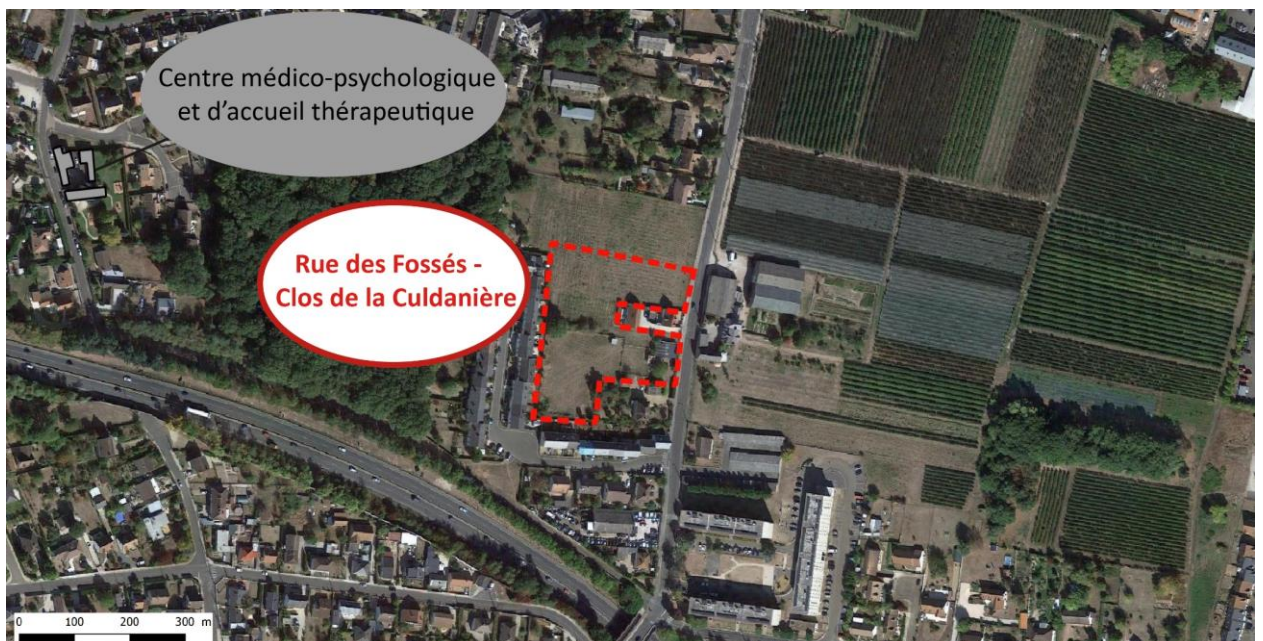 Centre médico-psychologique
et d'accueil thérapeutique
Rue des Fossés -
Clos de la Culdanière
0 100 200 300 m